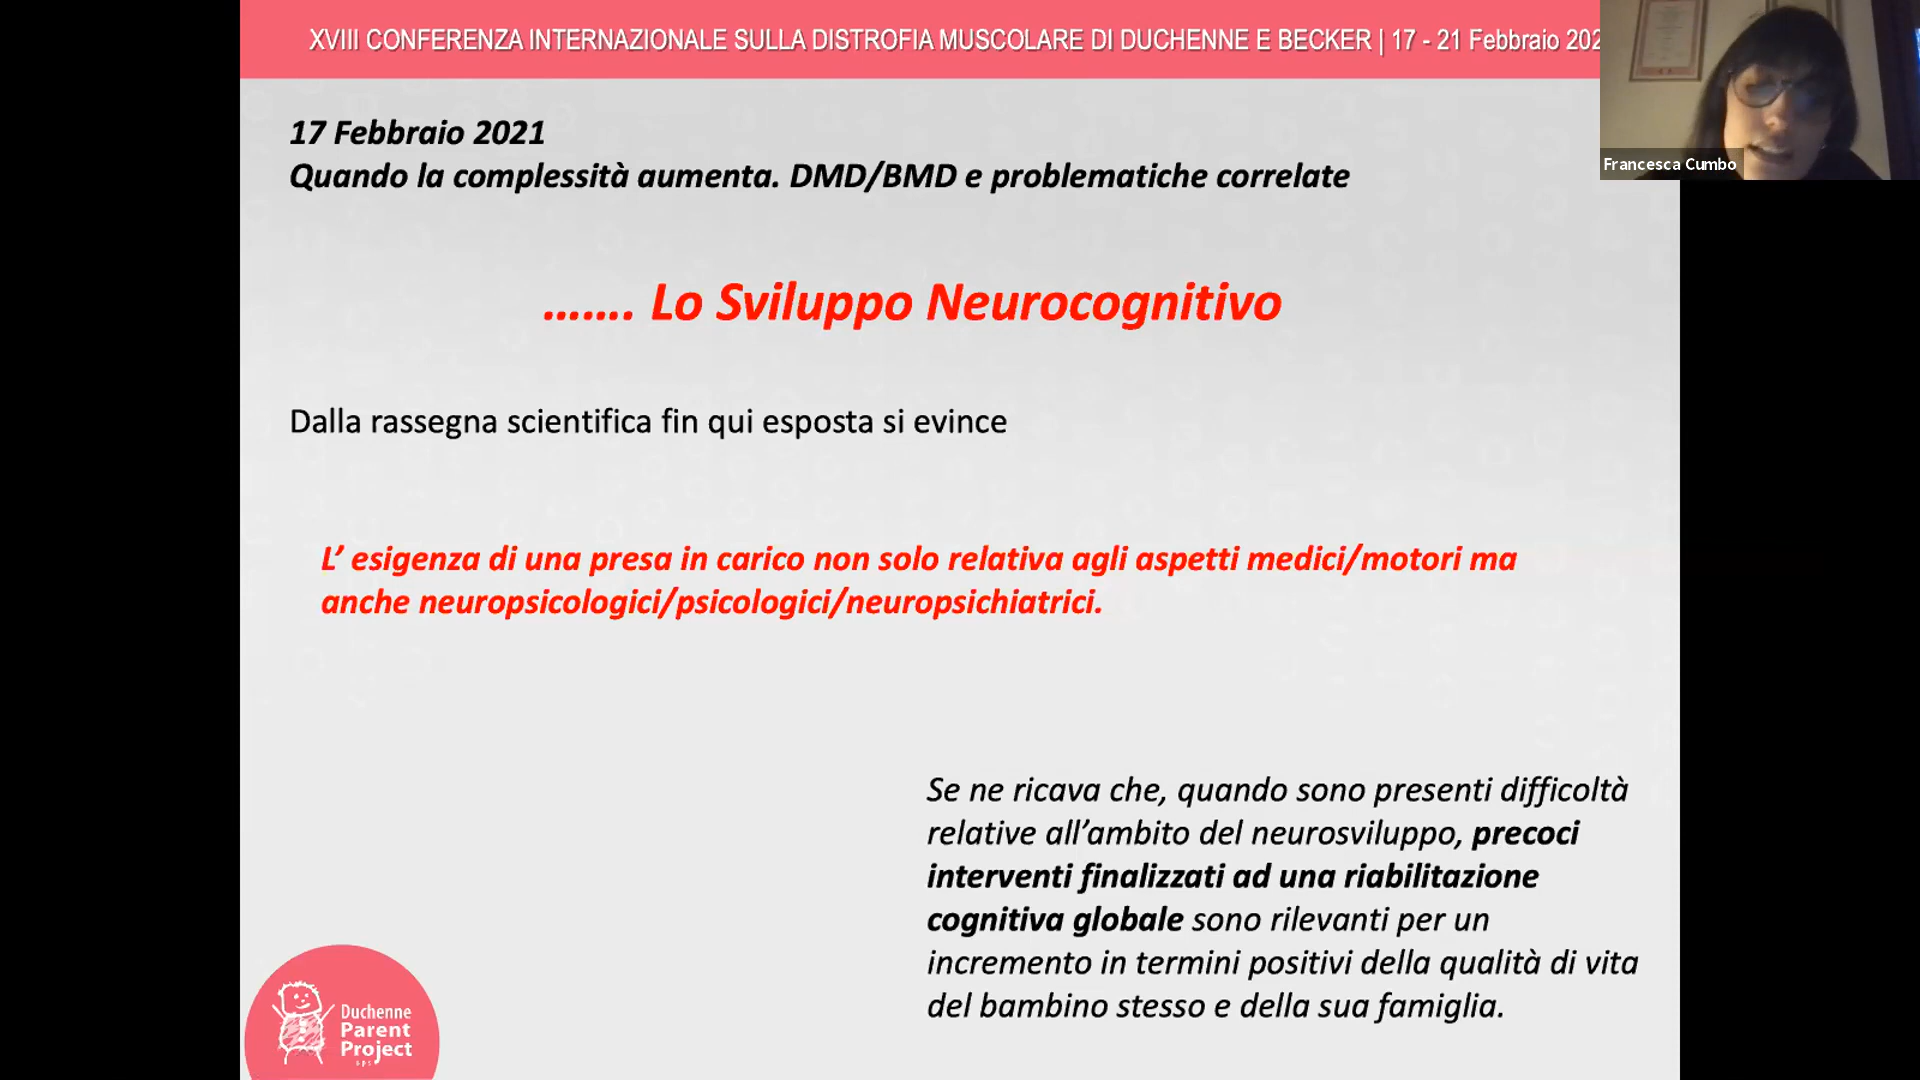 XVIII CONFERENZA INTERNAZIONALE SULLA DISTROFIA MUSCOLARE DI DUCHENNE E BECKER | 17 - 21 Febbraio 202
Francesca Cumbo
17 Febbraio 2021
Quando la complessità aumenta. DMD/BMD e problematiche correlate
……. Lo Sviluppo Neurocognitivo
Dalla rassegna scientifica fin qui esposta si evince
L’ esigenza di una presa in carico non solo relativa agli aspetti medici/motori ma
anche neuropsicologici/psicologici/neuropsichiatrici.
Se ne ricava che, quando sono presenti difficoltà
relative all’ambito del neurosviluppo, precoci
interventi finalizzati ad una riabilitazione
cognitiva globale sono rilevanti per un
incremento in termini positivi della qualità di vita
del bambino stesso e della sua famiglia.
Duchenne
Parent
Project